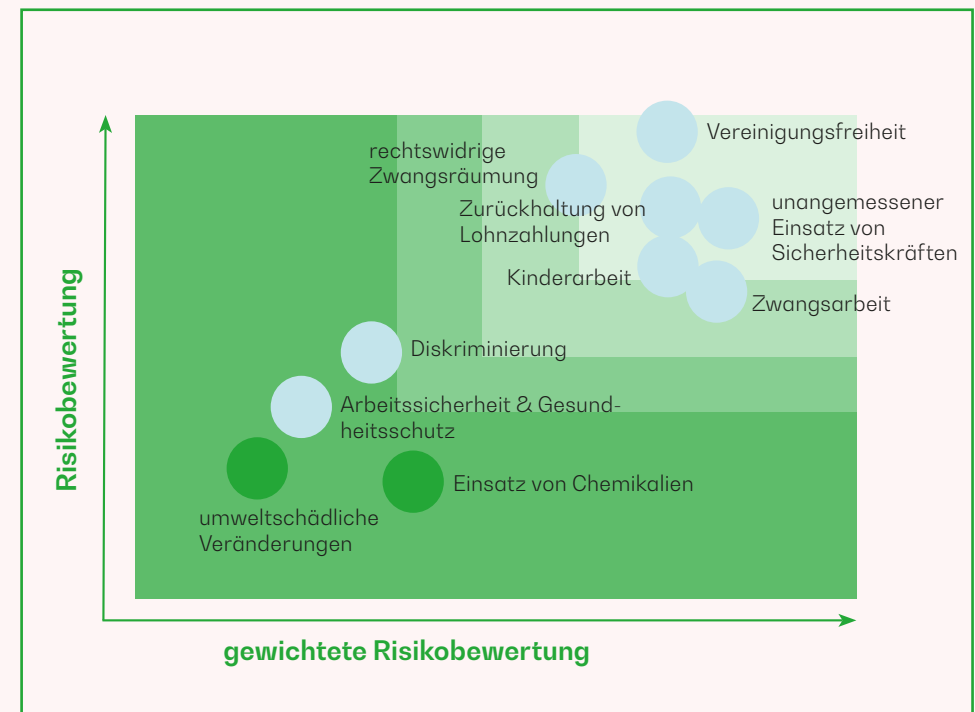 Vereinigungsfreiheit
rechtswidrige
Zwangsräumung
Zurückhaltung von
Lohnzahlungen
unangemessener
Einsatz von
Sicherheitskräften
Kinderarbeit
Zwangsarbeit
Diskriminierung
Arbeitssicherheit & Gesund-
heitsschutz
Einsatz von Chemikalien
umweltschädliche
Veränderungen
Risikobewertung
gewichtete Risikobewertung